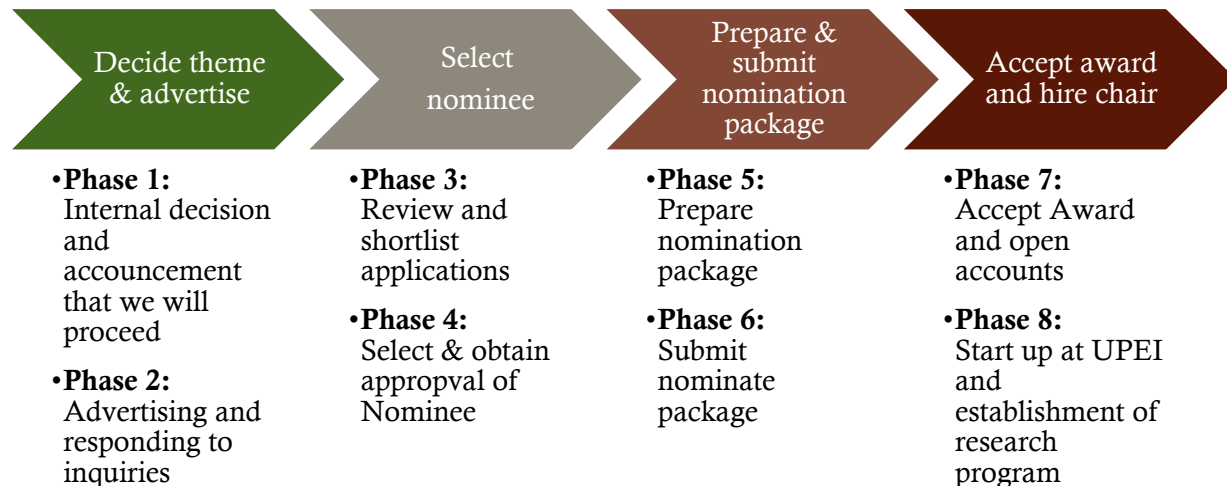 Decide theme
& advertise
Select
nominee
Prepare &
submit
nomination
package
Accept award
and hire chair
•Phase 1:
Internal decision
and
accouncement
that we will
proceed
•Phase 2:
Advertising and
responding to
inquiries
•Phase 3:
Review and
shortlist
applications
•Phase 4:
Select & obtain
appropval of
Nominee
•Phase 5:
Prepare
nomination
package
•Phase 6:
Submit
nominate
package
•Phase 7:
Accept Award
and open
accounts
•Phase 8:
Start up at UPEI
and
establishment of
research
program